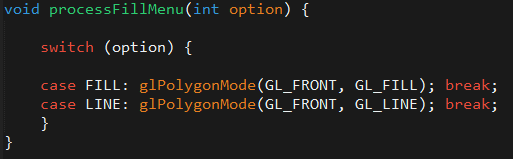 void processFillMenu(int option) {
switch (option) {
case FILL: glPolygonMode(GL_FRONT, GL_FILL); break;
case LINE: glPolygonMode(GL_FRONT, GL_LINE); break;
}
}